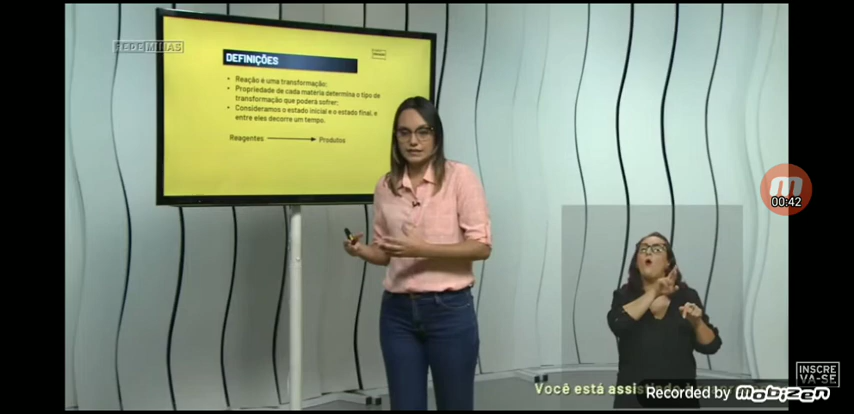 REDE MINAS
DEFINIÇÕES
• Reação é uma transformação;
• Propriedade de cada matéria determina o tipo de
transformação que poderá sofrer;
• Consideramos o estado inicial e o estado final, e
entre eles decorre um tempo.
Reagentes Produtos
00:42
INSCRE
VA-SE
Você está assistindo
Recorded by mobizen